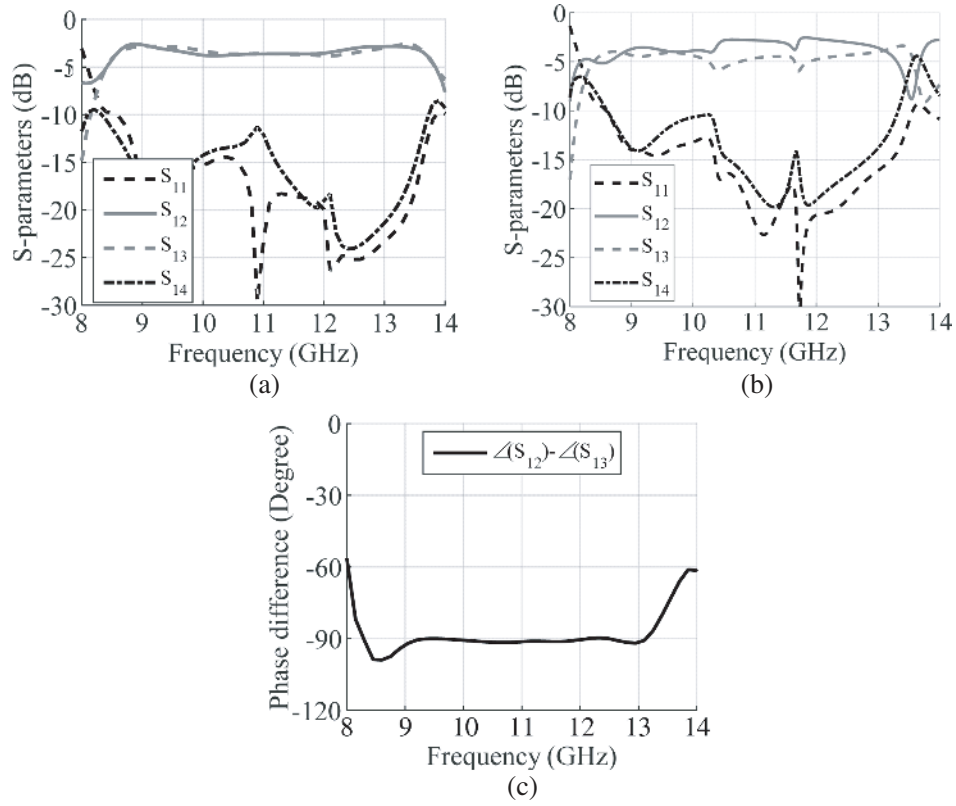 0
-5
-10
-15
-20
-25
-30
S-parameters (dB)
S11
S12
S13
S14
8 9 10 11 12 13 14
Frequency (GHz)
(a)
0
-5
-10
-15
-20
-25
-30
S-parameters (dB)
S11
S12
S13
S14
8 9 10 11 12 13 14
Frequency (GHz)
(b)
0
-30
-60
-90
-120
Phase difference (Degree)
∠(S12)-∠(S13)
8 9 10 11 12 13 14
Frequency (GHz)
(c)